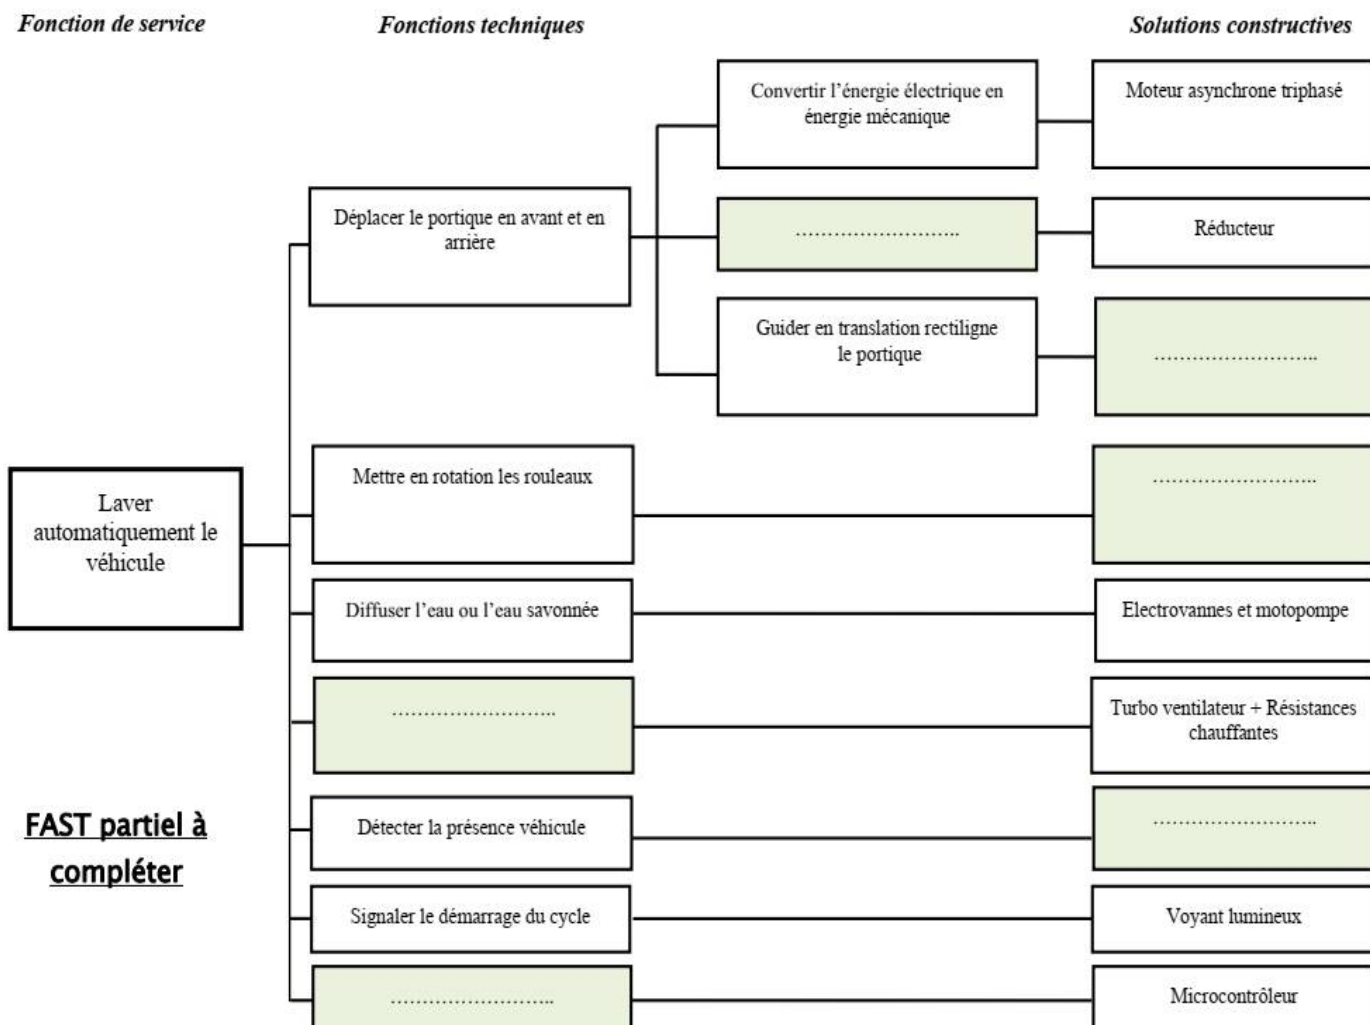 Fonction de service
Fonctions techniques
Solutions constructives
Convertir l’énergie électrique en
énergie mécanique
Moteur asynchrone triphasé
Déplacer le portique en avant et en
arrière
……………………..
Réducteur
Guider en translation rectiligne
le portique
……………………..
Mettre en rotation les rouleaux
……………………..
Laver
automatiquement le
véhicule
Diffuser l’eau ou l’eau savonnée
Electrovannes et motopompe
……………………..
Turbo ventilateur + Résistances
chauffantes
FAST partiel à
compléter
Détecter la présence véhicule
……………………..
Signaler le démarrage du cycle
Voyant lumineux
……………………..
Microcontrôleur